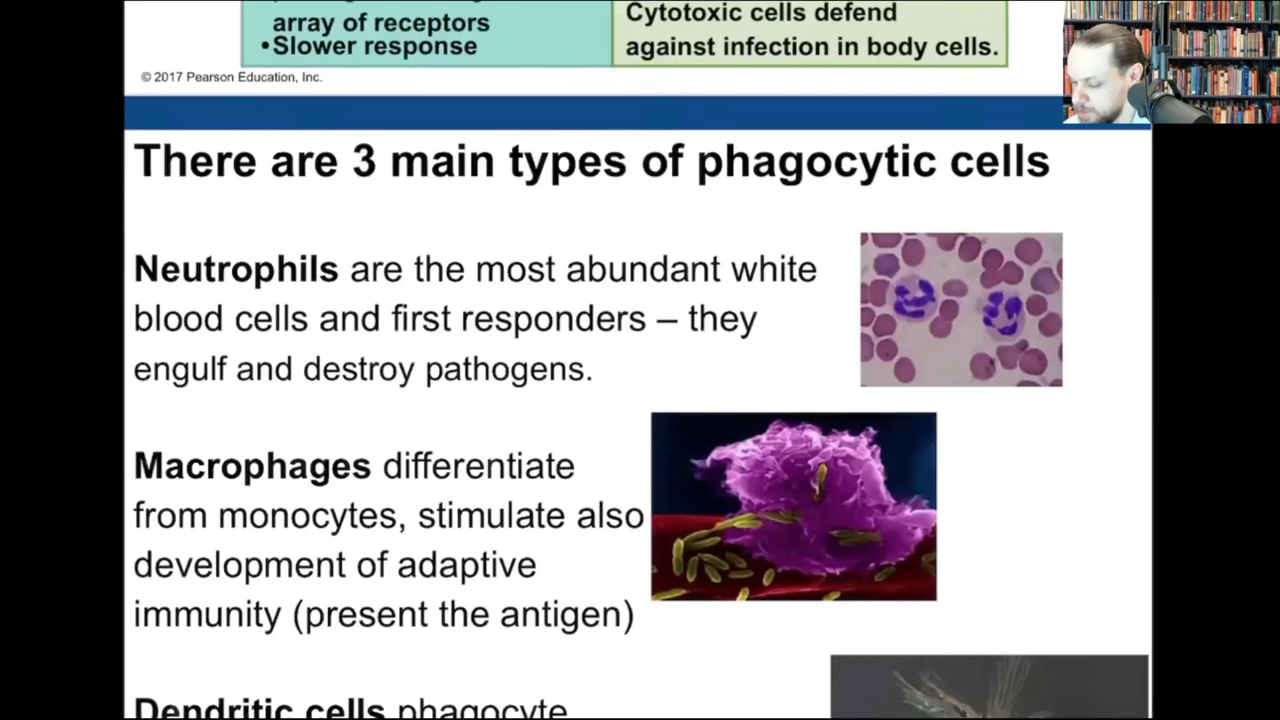 array of receptors
•Slower response
Cytotoxic cells defend
against infection in body cells.
© 2017 Pearson Education, Inc.
There are 3 main types of phagocytic cells
Neutrophils are the most abundant white
blood cells and first responders – they
engulf and destroy pathogens.
Macrophages differentiate
from monocytes, stimulate also
development of adaptive
immunity (present the antigen)
Dendritic cells phagocyte